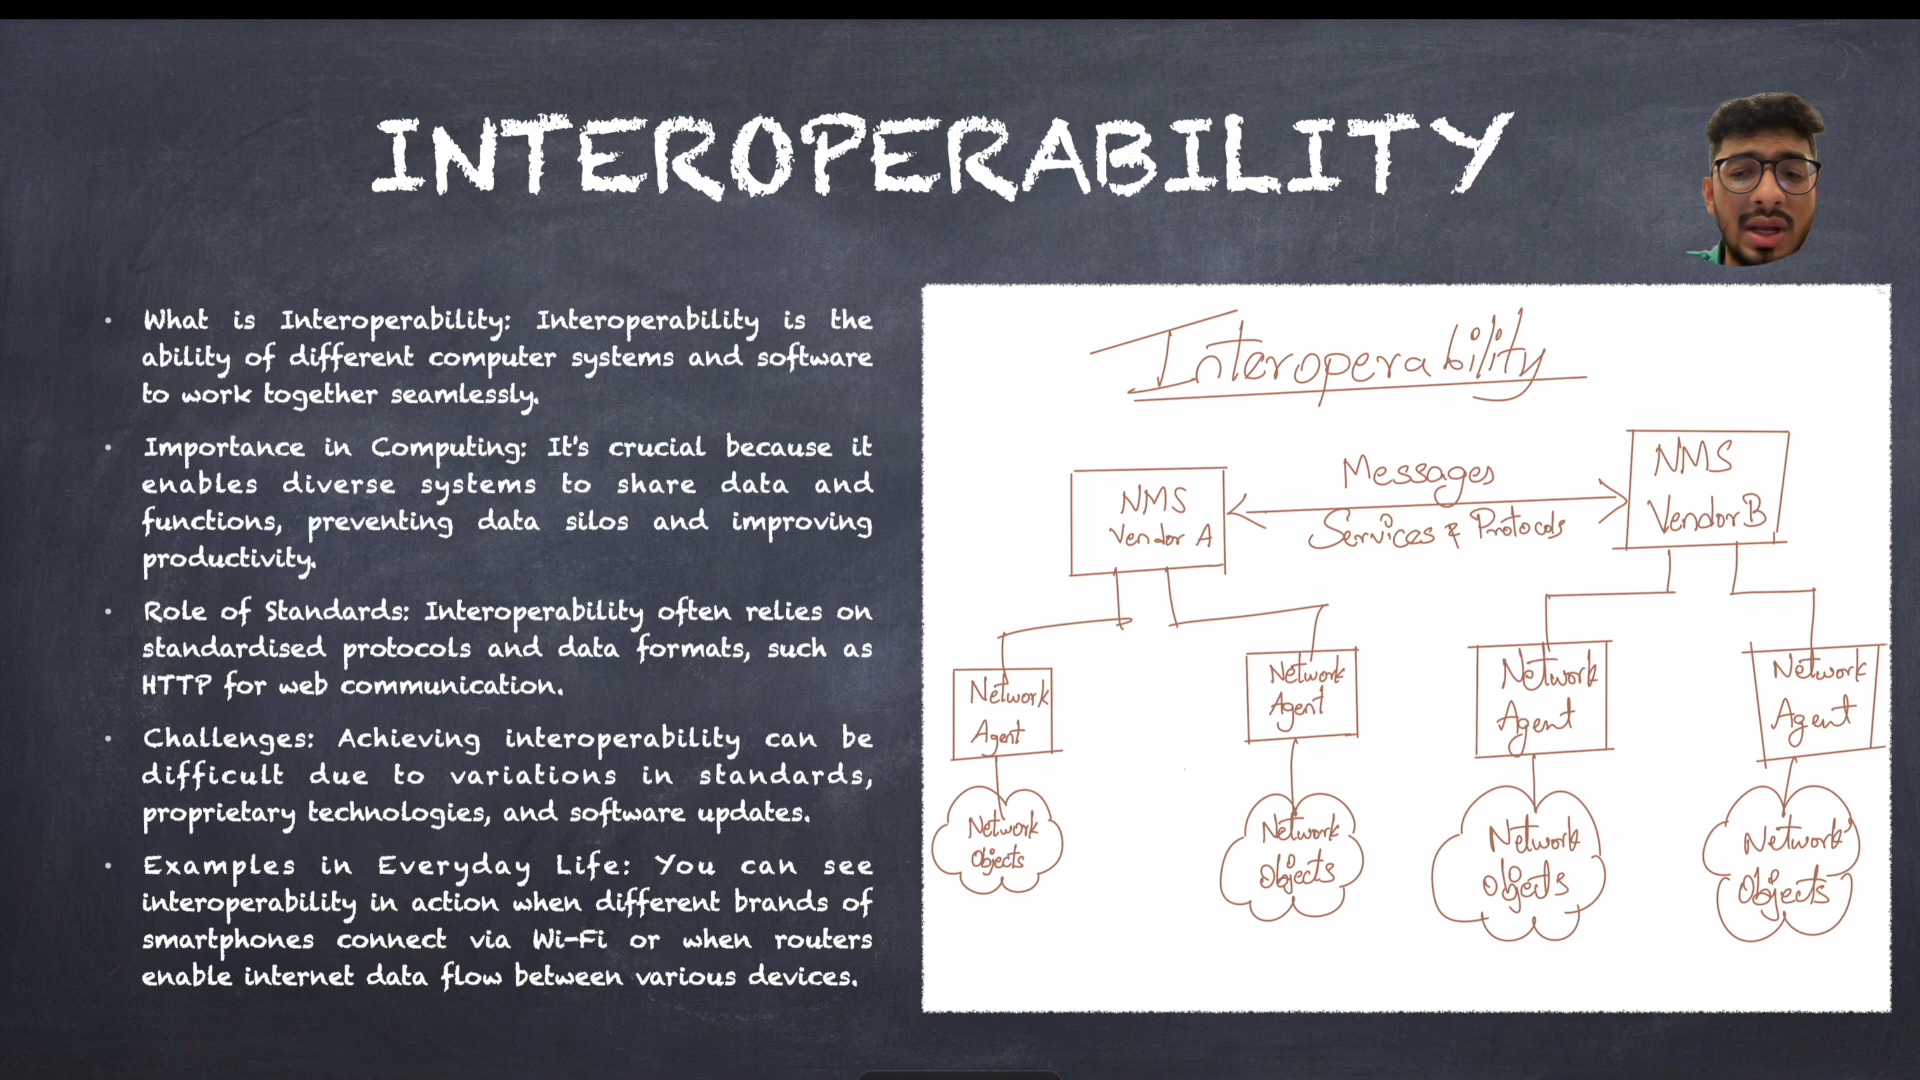 INTEROPERABILITY
• What is Interoperability: Interoperability is the
ability of different computer systems and software
to work together seamlessly.
• Importance in Computing: It's crucial because it
enables diverse systems to share data and
functions, preventing data silos and improving
productivity.
• Role of Standards: Interoperability often relies on
standardised protocols and data formats, such as
HTTP for web communication.
• Challenges: Achieving interoperability can be
difficult due to variations in standards,
proprietary technologies, and software updates.
• Examples in Everyday Life: You can see
interoperability in action when different brands of
smartphones connect via Wi-Fi or when routers
enable internet data flow between various devices.
Interoperability
NMS
Vendor A
Messages
Services & Protocols
NMS
Vendor B
Network
Agent
Network
Agent
Network
Agent
Network
Agent
Network
Objects
Network
Objects
Network
Objects
Network
Objects